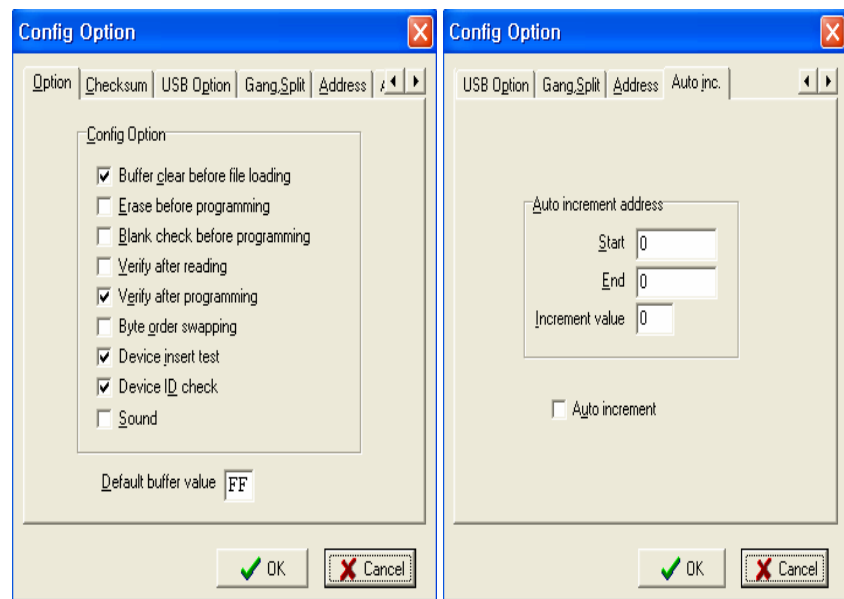 Config Option
Option Checksum USB Option Gang,Split Address
Config Option
Buffer clear before file loading
Erase before programming
Blank check before programming
Verify after reading
Verify after programming
Byte order swapping
Device insert test
Device ID check
Sound
Default buffer value FF
OK Cancel
Config Option
USB Option Gang,Split Address Auto inc.
Auto increment address
Start 0
End 0
Increment value 0
Auto increment
OK Cancel